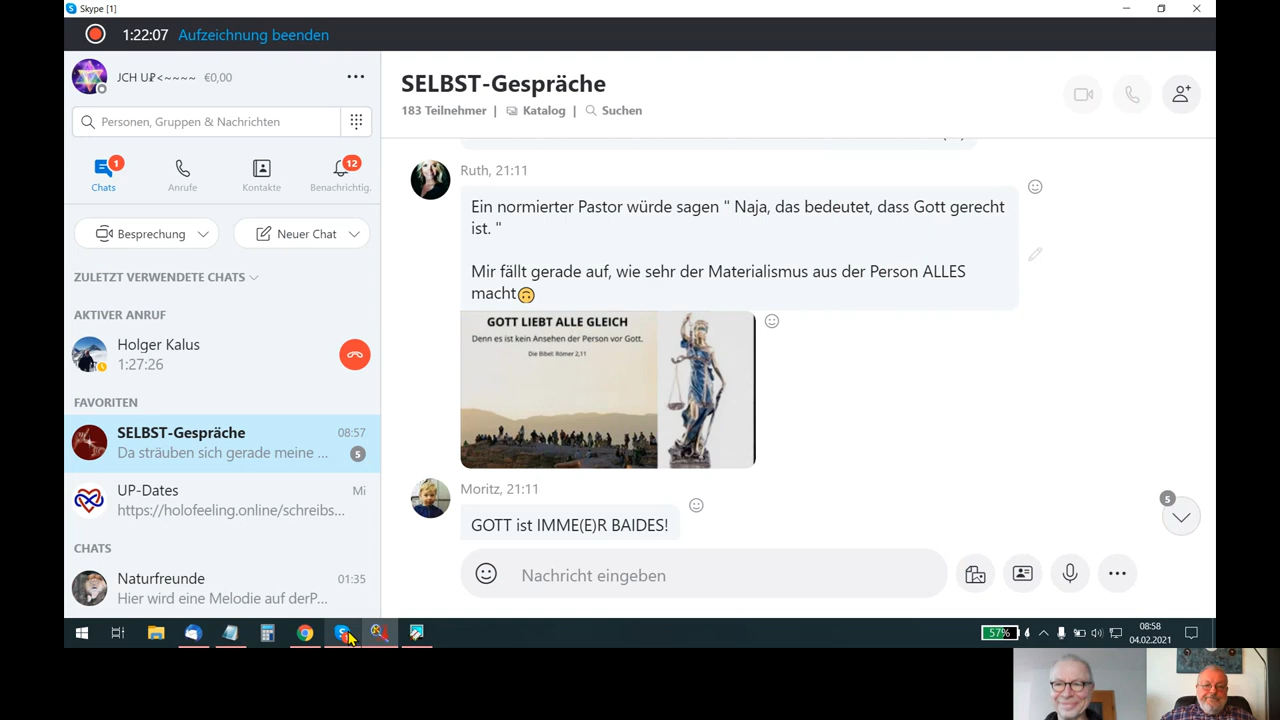 Skype [1]
1:22:07 Aufzeichnung beenden
€0,00
Personen, Gruppen & Nachrichten
1
12
Chats
Anrufe
Kontakte
Benachrichtig.
Besprechung
Neuer Chat
ZULETZT VERWENDETE CHATS
AKTIVER ANRUF
Holger Kalus
1:27:26
FAVORITEN
SELBST-Gespräche 08:57
Da sträuben sich gerade meine ... 5
UP-Dates Mi
https://holofeeling.online/schreibs...
CHATS
Naturfreunde 01:35
Hier wird eine Melodie auf derP...
SELBST-Gespräche
183 Teilnehmer | Katalog | Suchen
Ruth, 21:11
Ein normierter Pastor würde sagen " Naja, das bedeutet, dass Gott gerecht
ist. "
Mir fällt gerade auf, wie sehr der Materialismus aus der Person ALLES
macht🙃
GOTT LIEBT ALLE GLEICH
Denn es ist kein Ansehen der Person vor Gott.
Die Bibel: Römer 2,11
Moritz, 21:11
GOTT ist IMME(E)R BAIDES!
5
Nachricht eingeben
57%
08:58
04.02.2021